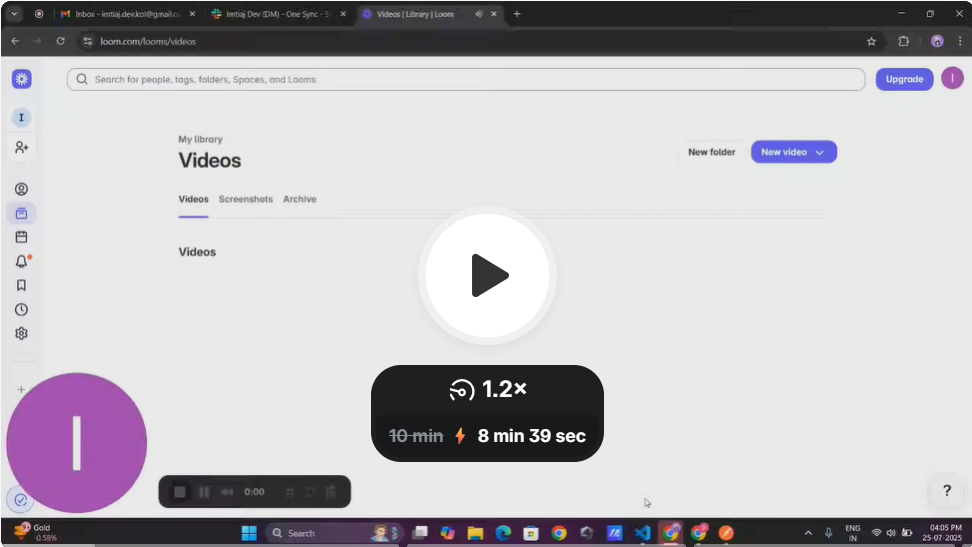 Inbox - imtiaj.dev.kol@gmail.c
Imtiaj Dev (DM) - One Sync - S
Videos | Library | Loom
loom.com/looms/videos
Search for people, tags, folders, Spaces, and Looms
Upgrade
I
I
My library
Videos
New folder
New video
Videos
Screenshots
Archive
Videos
1.2×
10 min
8 min 39 sec
I
0:00
?
Gold
-0.58%
Search
ENG
IN
04:05 PM
25-07-2025